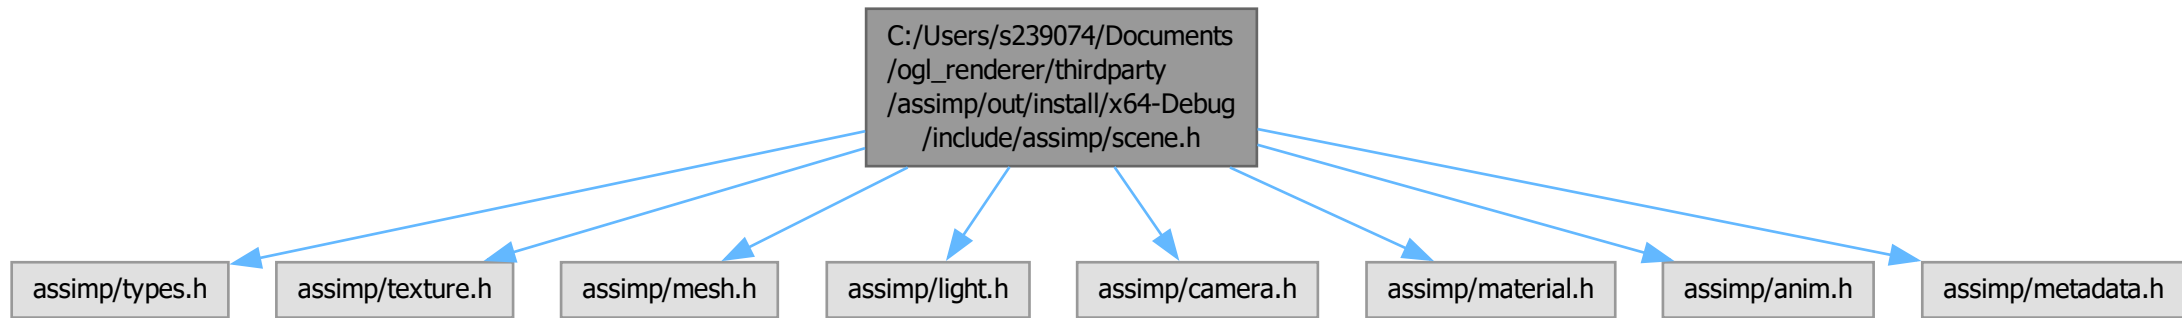 C:/Users/s239074/Documents
/ogl_renderer/thirdparty
/assimp/out/install/x64-Debug
/include/assimp/scene.h
assimp/types.h
assimp/texture.h
assimp/mesh.h
assimp/light.h
assimp/camera.h
assimp/material.h
assimp/anim.h
assimp/metadata.h